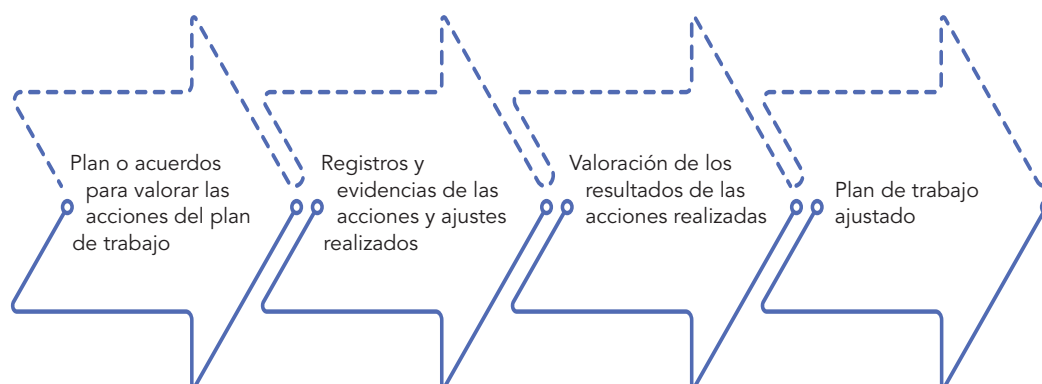 Plan o acuerdos
para valorar las
acciones del plan
de trabajo
Registros y
evidencias de las
acciones y ajustes
realizados
Valoración de los
resultados de las
acciones realizadas
Plan de trabajo
ajustado